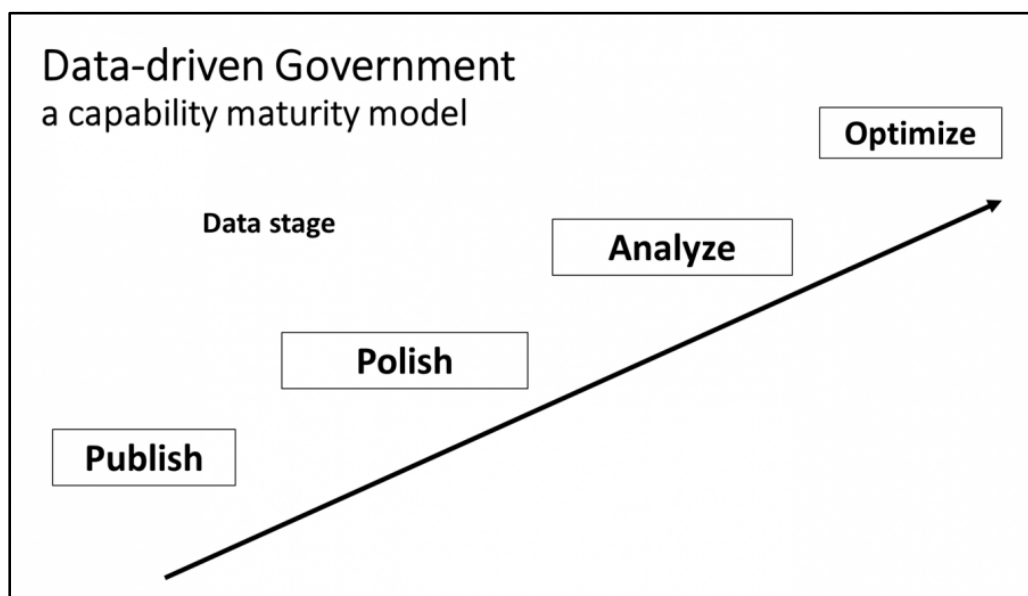 Data-driven Government
a capability maturity model
Optimize
Data stage
Analyze
Polish
Publish